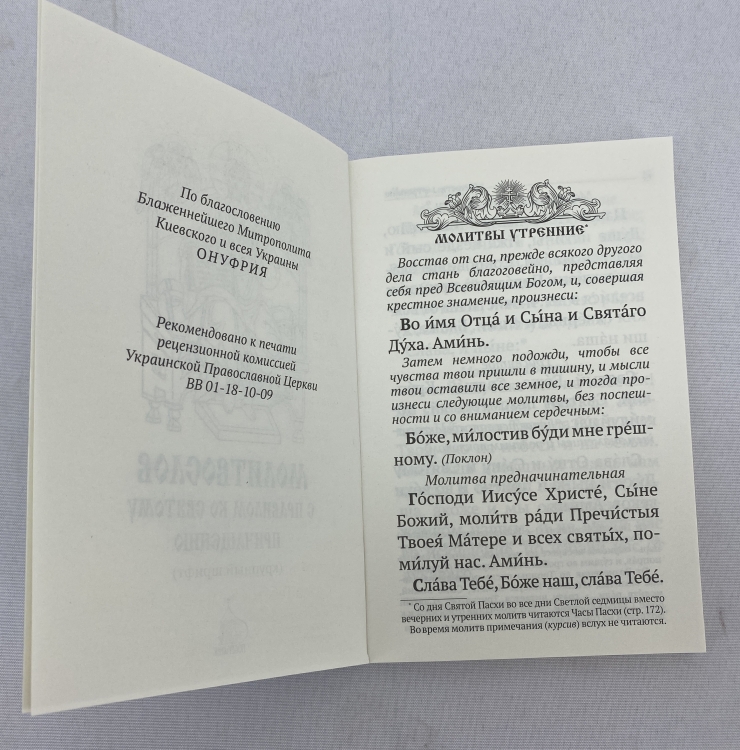 По благословению
Блаженнейшего Митрополита
Киевского и всея Украины
ОНУФРИЯ
Рекомендовано к печати
рецензионной комиссией
Украинской Православной Церкви
ВВ 01-18-10-09
МОЛИТВЫ УТРЕННИЕ*
Восстав от сна, прежде всякого другого
дела стань благоговейно, представляя
себя пред Всевидящим Богом, и, совершая
крестное знамение, произнеси:
Во и́мя Отца́ и Сы́на и Свята́го
Ду́ха. Ами́нь.
Затем немного подожди, чтобы все
чувства твои пришли в тишину, и мысли
твои оставили все земное, и тогда про-
изнеси следующие молитвы, без поспеш-
ности и со вниманием сердечным:
Бо́же, ми́лостив бу́ди мне гре́ш-
ному. (Поклон)
Молитва предначинательная
Го́споди Иису́се Христе́, Сы́не
Божий, моли́тв ра́ди Пречи́стыя
Твоея́ Ма́тере и всех святы́х, по-
ми́луй нас. Ами́нь.
Сла́ва Тебе́, Бо́же наш, сла́ва Тебе́.
* Со дня Святой Пасхи во все дни Светлой седмицы вместо
вечерних и утренних молитв читаются Часы Пасхи (стр. 172).
Во время молитв примечания (курсив) вслух не читаются.